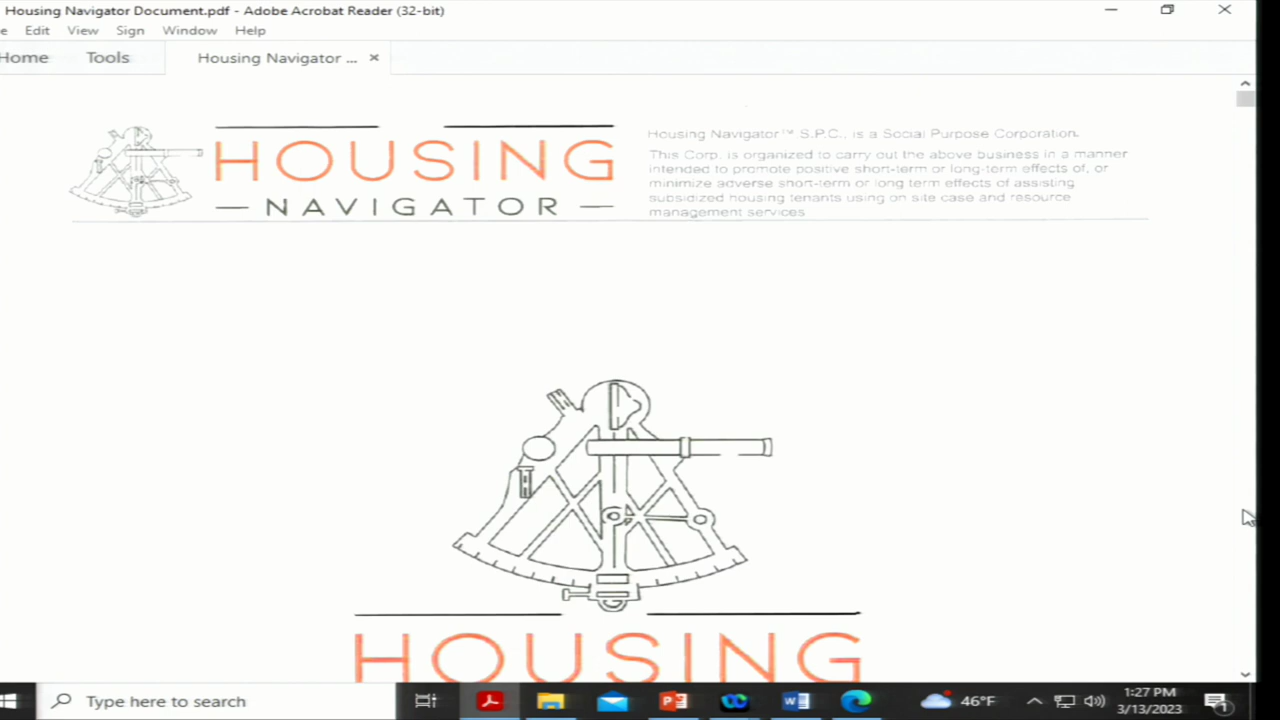 Housing Navigator Document.pdf - Adobe Acrobat Reader (32-bit)
e Edit View Sign Window Help
Home Tools Housing Navigator ... ×
HOUSING
NAVIGATOR
Housing Navigator™ S.P.C., is a Social Purpose Corporation.
This Corp. is organized to carry out the above business in a manner
intended to promote positive short-term or long-term effects of, or
minimize adverse short-term or long term effects of assisting
subsidized housing tenants using on site case and resource
management services
HOUSING
Type here to search
46°F
1:27 PM
3/13/2023
1